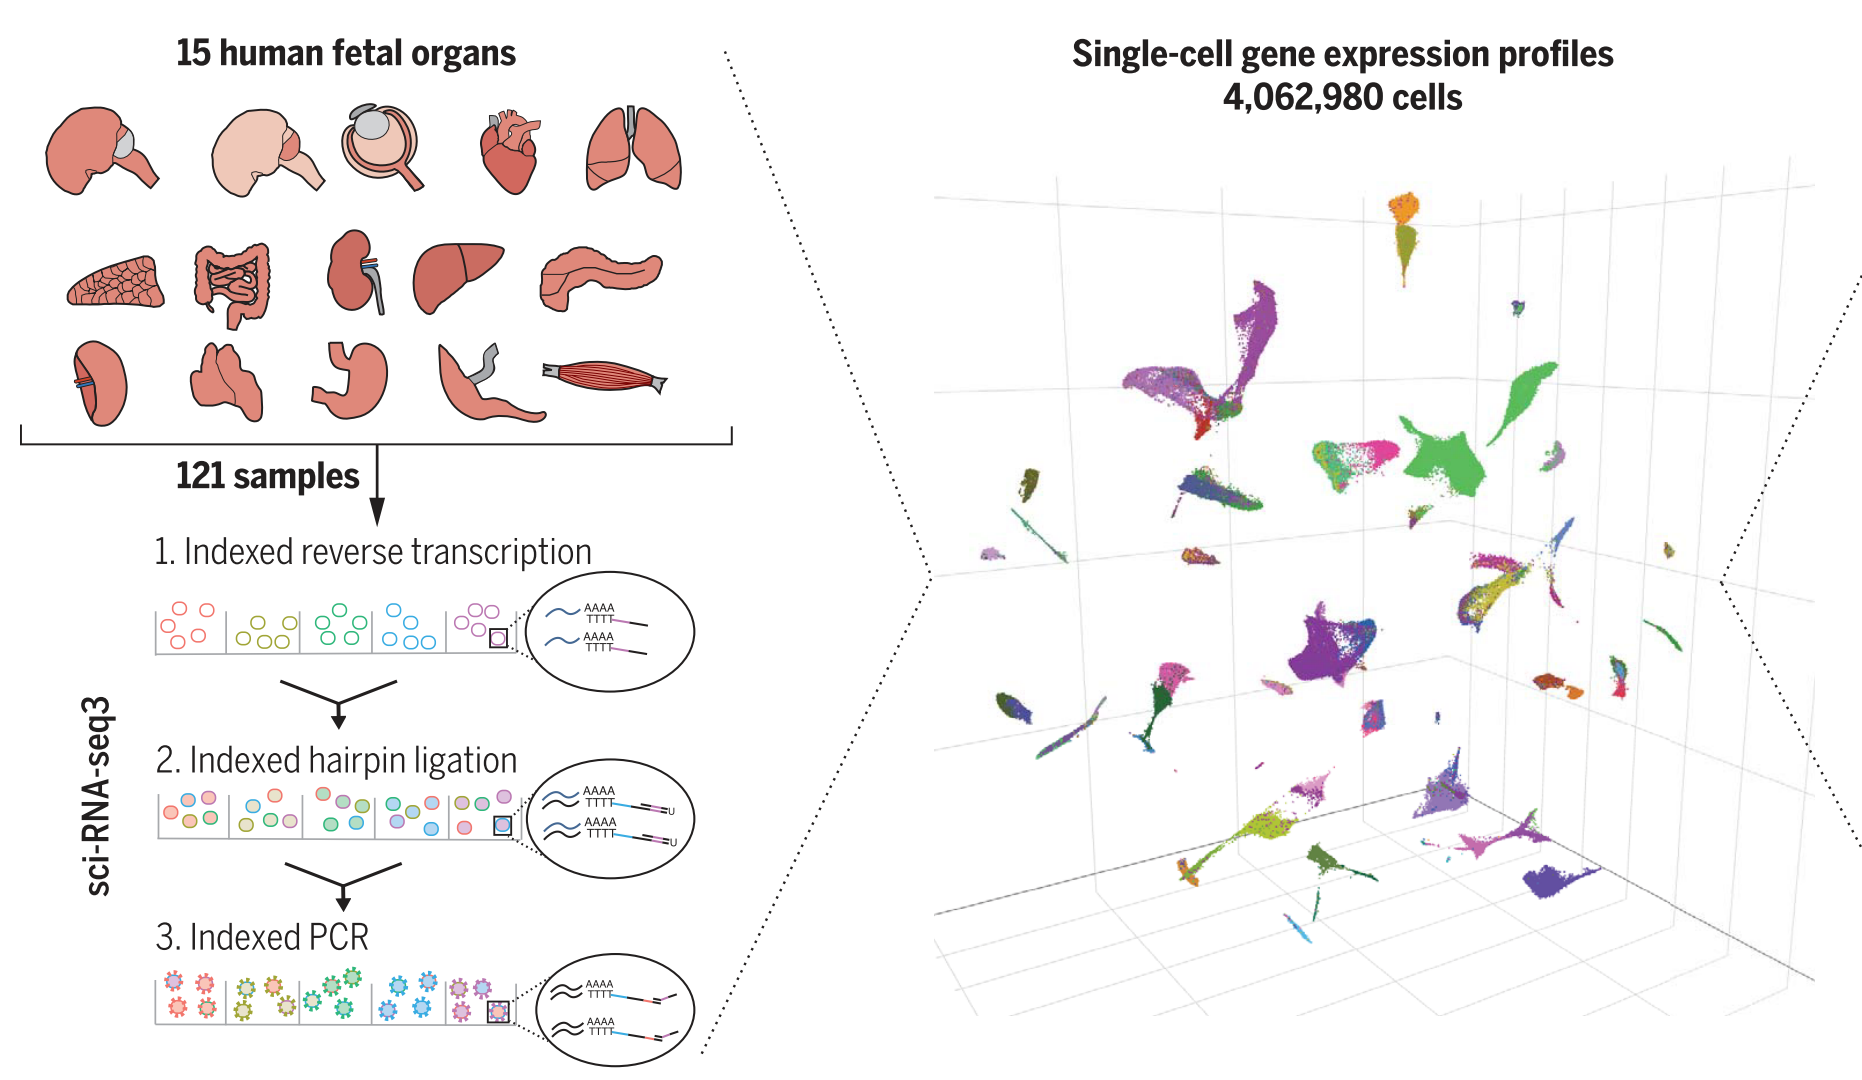 15 human fetal organs
121 samples
sci-RNA-seq3
1. Indexed reverse transcription
AAAA
TTTT
AAAA
TTTT
2. Indexed hairpin ligation
AAAA
TTTT
U
AAAA
TTTT
U
3. Indexed PCR
AAAA
TTTT
AAAA
TTTT
Single-cell gene expression profiles
4,062,980 cells